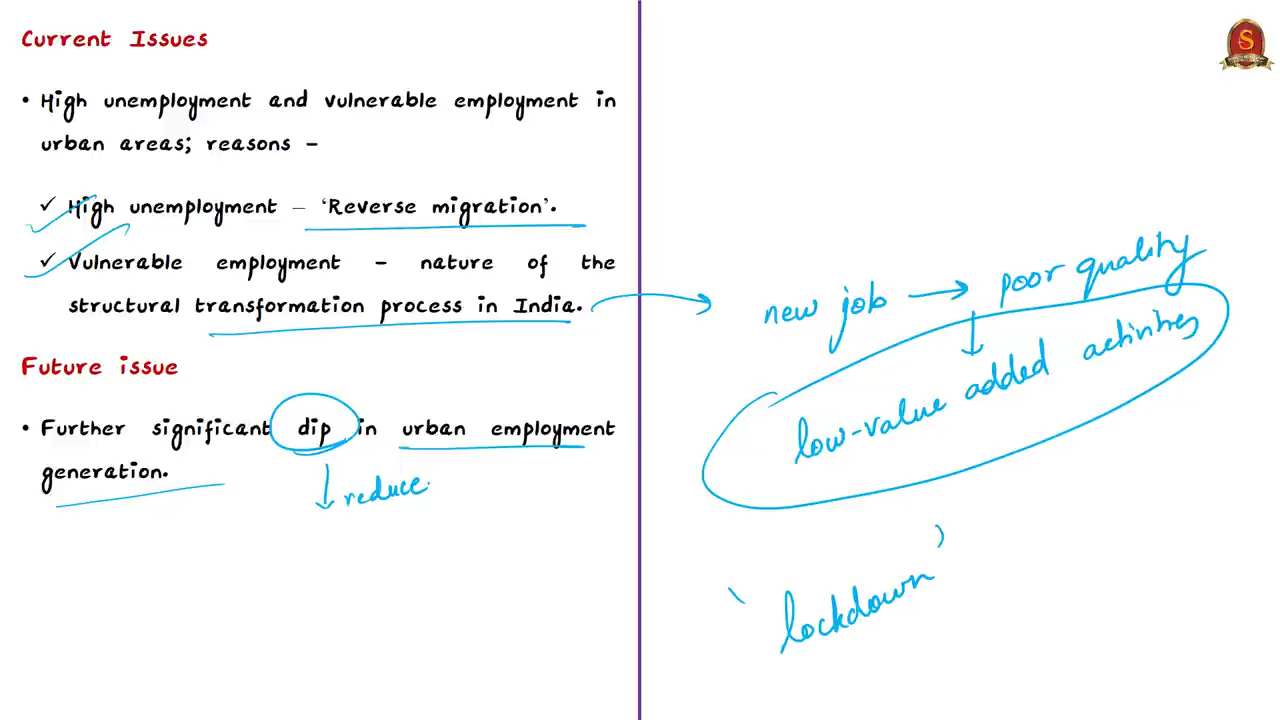 Current Issues
• High unemployment and vulnerable employment in
urban areas; reasons –
✓ High unemployment – ‘Reverse migration’.
✓ Vulnerable employment – nature of the
structural transformation process in India.
Future issue
• Further significant dip in urban employment
generation.
reduce
new job → poor quality
low-value added activities
‘lockdown’
S